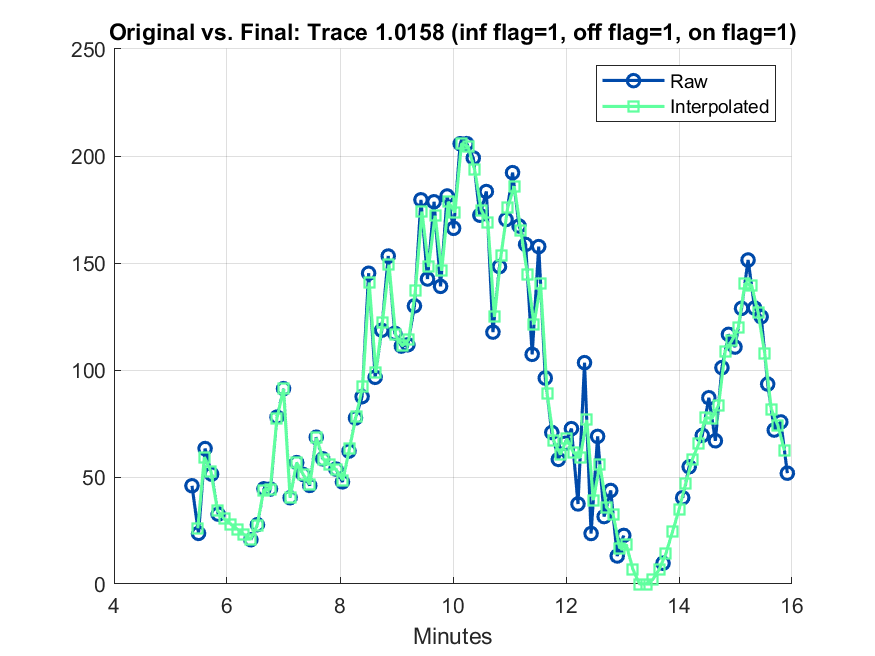 Original vs. Final: Trace 1.0158 (inf flag=1, off flag=1, on flag=1)
250
200
150
100
50
0
Raw
Interpolated
4 6 8 10 12 14 16
Minutes